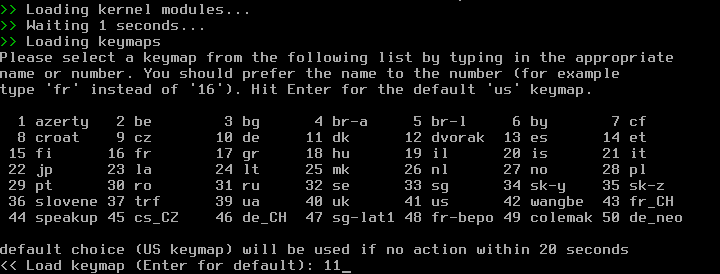 >> Loading kernel modules...
>> Waiting 1 seconds...
>> Loading keymaps
Please select a keymap from the following list by typing in the appropriate
name or number. You should prefer the name to the number (for example
type 'fr' instead of '16'). Hit Enter for the default 'us' keymap.
1 azerty 2 be 3 bg 4 br-a 5 br-l 6 by 7 cf
8 croat 9 cz 10 de 11 dk 12 dvorak 13 es 14 et
15 fi 16 fr 17 gr 18 hu 19 il 20 is 21 it
22 jp 23 la 24 lt 25 mk 26 nl 27 no 28 pl
29 pt 30 ro 31 ru 32 se 33 sg 34 sk-y 35 sk-z
36 slovene 37 trf 39 ua 40 uk 41 us 42 wangbe 43 fr_CH
44 speakup 45 cs_CZ 46 de_CH 47 sg-lat1 48 fr-bepo 49 colemak 50 de_neo
default choice (US keymap) will be used if no action within 20 seconds
<< Load keymap (Enter for default): 11_